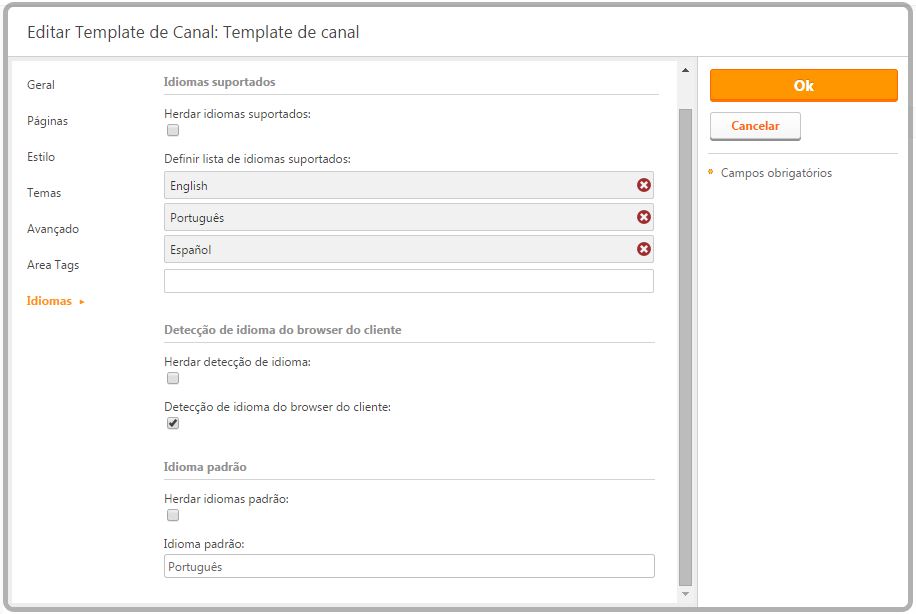 Editar Template de Canal: Template de canal
Geral
Páginas
Estilo
Temas
Avançado
Area Tags
Idiomas
Idiomas suportados
Herdar idiomas suportados:
Definir lista de idiomas suportados:
English
Português
Español
Detecção de idioma do browser do cliente
Herdar detecção de idioma:
Detecção de idioma do browser do cliente:
Idioma padrão
Herdar idiomas padrão:
Idioma padrão:
Português
Ok
Cancelar
* Campos obrigatórios